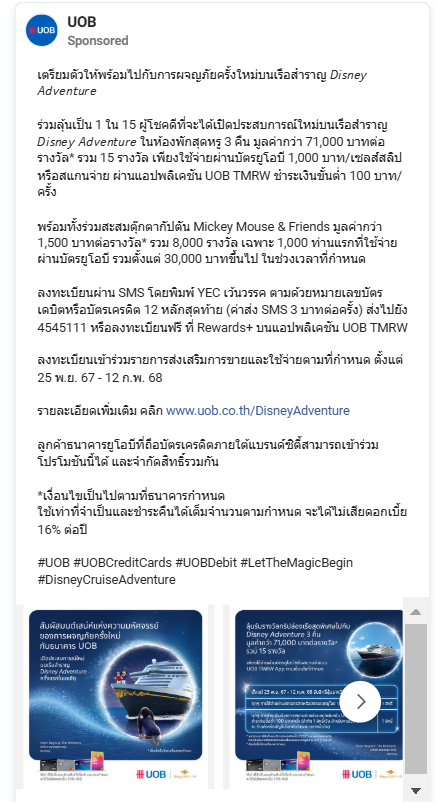 UOB
UOB
Sponsored
เตรียมตัวให้พร้อมไปกับการผจญภัยครั้งใหม่บนเรือสำราญ Disney
Adventure
ร่วมลุ้นเป็น 1 ใน 15 ผู้โชคดีที่จะได้เปิดประสบการณ์ใหม่บนเรือสำราญ
Disney Adventure ในห้องพักสุดหรู 3 คืน มูลค่ากว่า 71,000 บาทต่อ
รางวัล* รวม 15 รางวัล เพียงใช้จ่ายผ่านบัตรยูโอบี 1,000 บาท/เซลส์สลิป
หรือสแกนจ่าย ผ่านแอปพลิเคชัน UOB TMRW ชำระเงินขั้นต่ำ 100 บาท/
ครั้ง
พร้อมทั้งร่วมสะสมตุ๊กตากัปตัน Mickey Mouse & Friends มูลค่ากว่า
1,500 บาทต่อรางวัล* รวม 8,000 รางวัล เฉพาะ 1,000 ท่านแรกที่ใช้จ่าย
ผ่านบัตรยูโอบี รวมตั้งแต่ 30,000 บาทขึ้นไป ในช่วงเวลาที่กำหนด
ลงทะเบียนผ่าน SMS โดยพิมพ์ YEC เว้นวรรค ตามด้วยหมายเลขบัตร
เดบิตหรือบัตรเครดิต 12 หลักสุดท้าย (ค่าส่ง SMS 3 บาทต่อครั้ง) ส่งไปยัง
4545111 หรือลงทะเบียนฟรี ที่ Rewards+ บนแอปพลิเคชัน UOB TMRW
ลงทะเบียนเข้าร่วมรายการส่งเสริมการขายและใช้จ่ายตามที่กำหนด ตั้งแต่
25 พ.ย. 67 - 12 ก.พ. 68
รายละเอียดเพิ่มเติม คลิก www.uob.co.th/DisneyAdventure
ลูกค้าธนาคารยูโอบีที่ถือบัตรเครดิตภายใต้แบรนด์ซิตี้สามารถเข้าร่วม
โปรโมชันนี้ได้ และจำกัดสิทธิ์รวมกัน
*เงื่อนไขเป็นไปตามที่ธนาคารกำหนด
ใช้เท่าที่จำเป็นและชำระคืนได้เต็มจำนวนตามกำหนด จะได้ไม่เสียดอกเบี้ย
16% ต่อปี
#UOB #UOBCreditCards #UOBDebit #LetTheMagicBegin
#DisneyCruiseAdventure
สัมผัสมนต์เสน่ห์แห่งความมหัศจรรย์
ของการผจญภัยครั้งใหม่
กับธนาคาร UOB
เปิดประสบการณ์ใหม่
บนเรือสำราญ
Disney Adventure
UOB
ลุ้นรับรางวัลทริปล่องเรือสุดพิเศษไปกับ
Disney Adventure 3 คืน
มูลค่ากว่า 71,000 บาทต่อรางวัล*
รวม 15 รางวัล
ตั้งแต่ 25 พ.ย. 67 - 12 ก.พ. 68
UOB